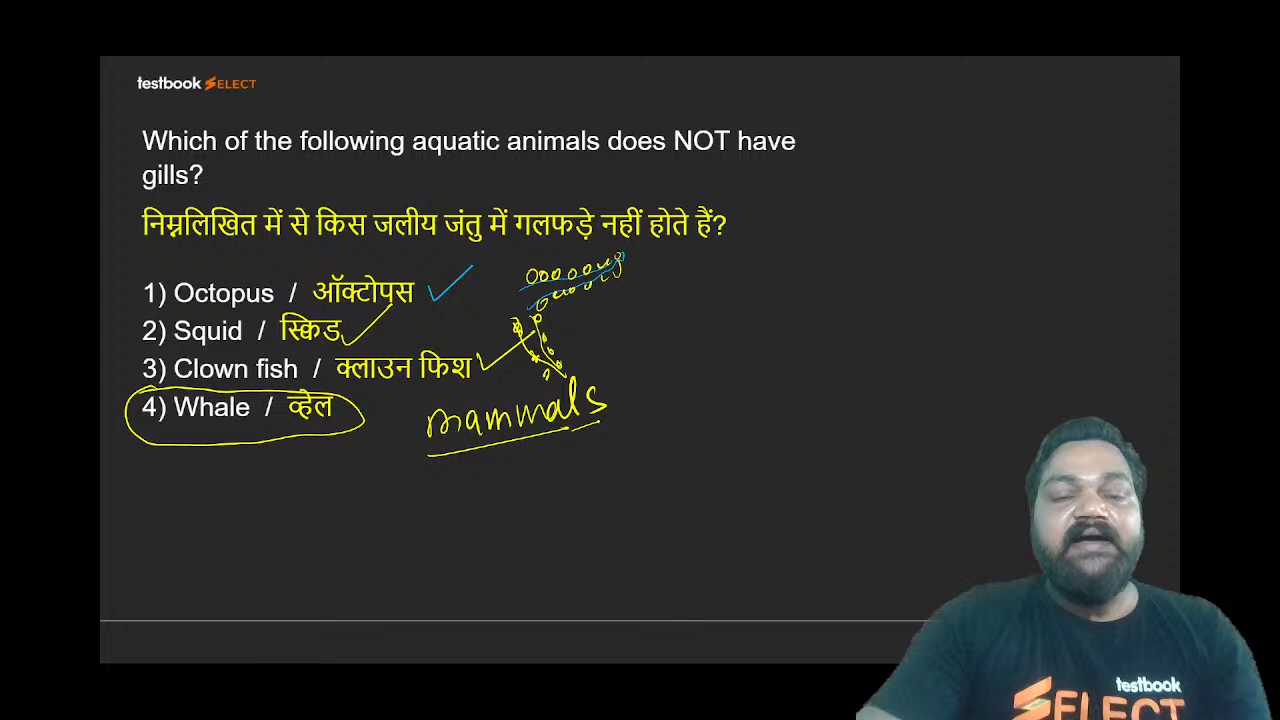 testbook SELECT
Which of the following aquatic animals does NOT have
gills?
निम्नलिखित में से किस जलीय जंतु में गलफड़े नहीं होते हैं?
1) Octopus / ऑक्टोपस
2) Squid / स्क्विड
3) Clown fish / क्लाउन फिश
4) Whale / व्हेल
mammals
testbook
SELECT